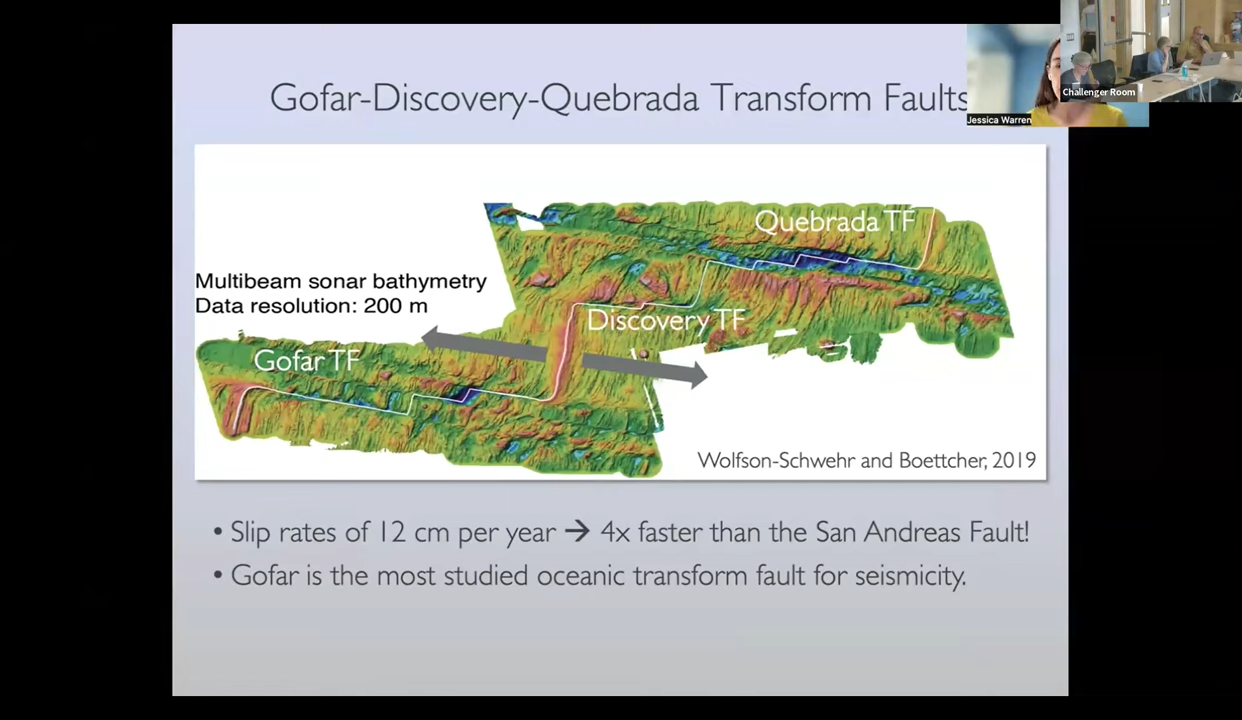 Gofar-Discovery-Quebrada Transform Faults
Jessica Warren
Challenger Room
Quebrada TF
Multibeam sonar bathymetry
Data resolution: 200 m
Discovery TF
Gofar TF
Wolfson-Schwehr and Boettcher, 2019
• Slip rates of 12 cm per year → 4x faster than the San Andreas Fault!
• Gofar is the most studied oceanic transform fault for seismicity.